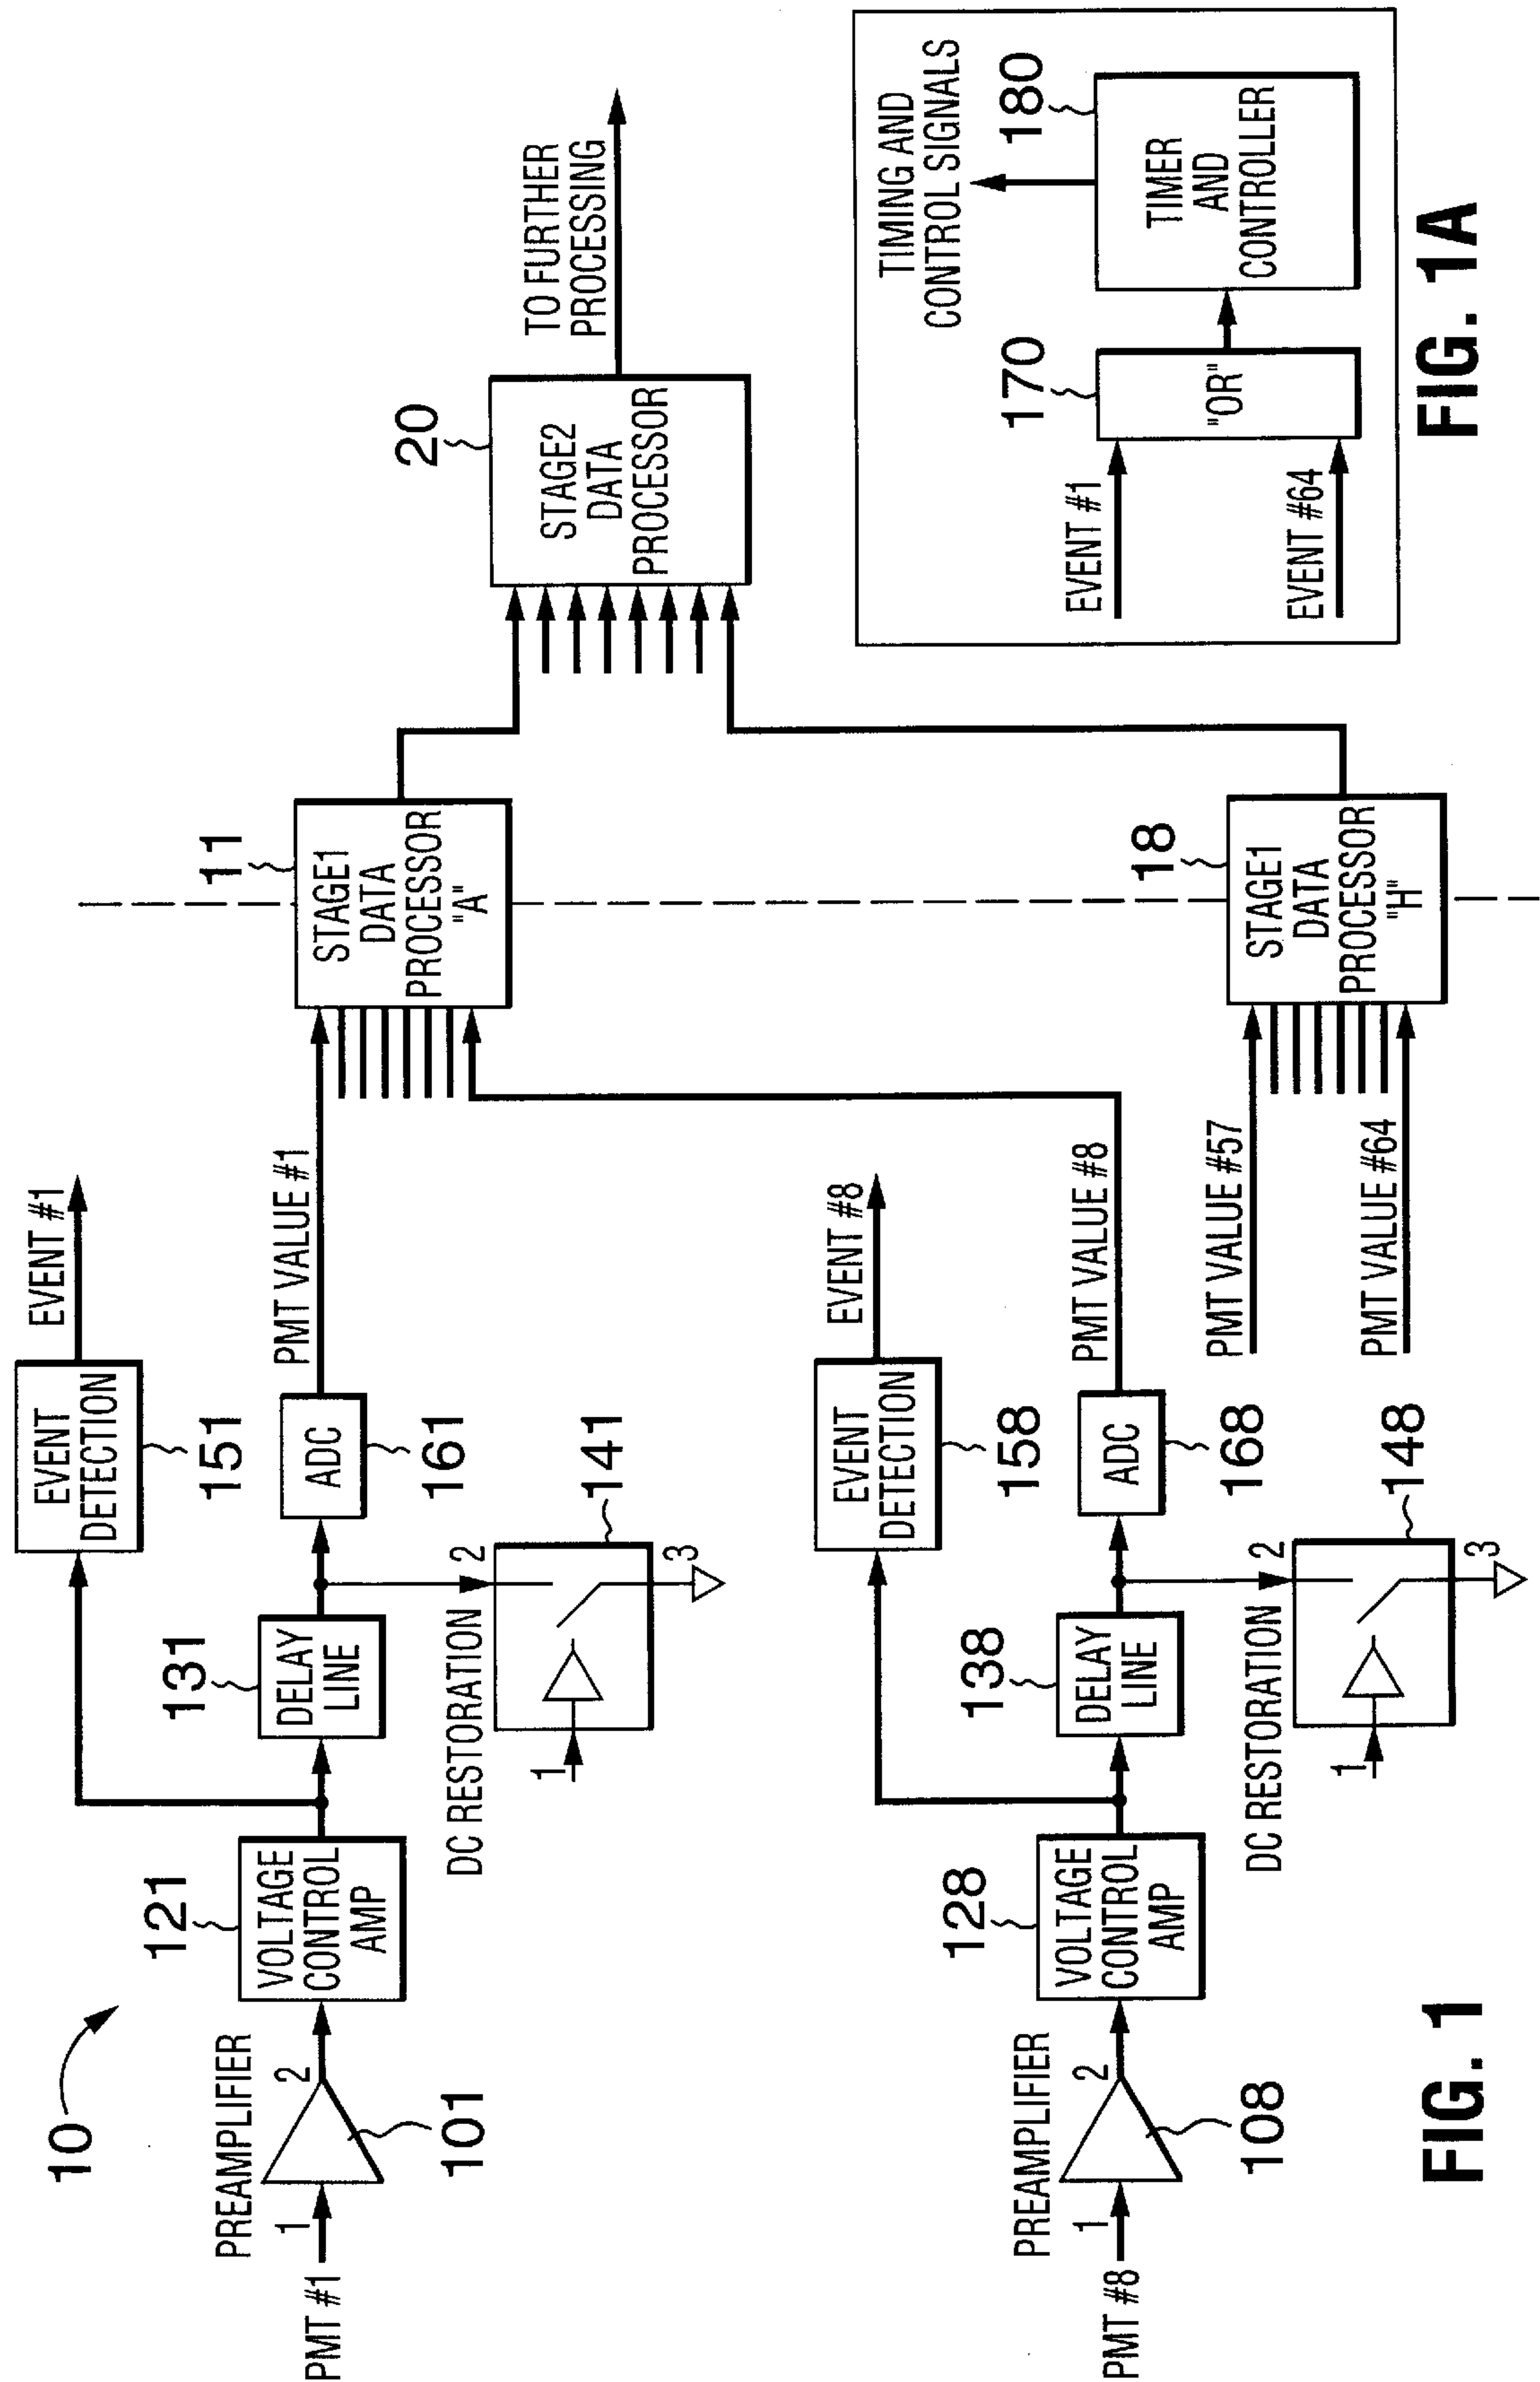 10
PMT #1
1
PREAMPLIFIER
2
101
121
VOLTAGE
CONTROL
AMP
131
DELAY
LINE
EVENT
DETECTION
151
EVENT #1
ADC
161
PMT VALUE #1
DC RESTORATION
1
2
3
141
PMT #8
1
PREAMPLIFIER
2
108
128
VOLTAGE
CONTROL
AMP
138
DELAY
LINE
EVENT
DETECTION
158
EVENT #8
ADC
168
PMT VALUE #8
DC RESTORATION
1
2
3
148
11
STAGE1
DATA
PROCESSOR
"A"
PMT VALUE #57
PMT VALUE #64
18
STAGE1
DATA
PROCESSOR
"H"
20
STAGE2
DATA
PROCESSOR
TO FURTHER
PROCESSING
FIG. 1
TIMING AND
CONTROL SIGNALS
EVENT #1
EVENT #64
170
"OR"
180
TIMER
AND
CONTROLLER
FIG. 1A